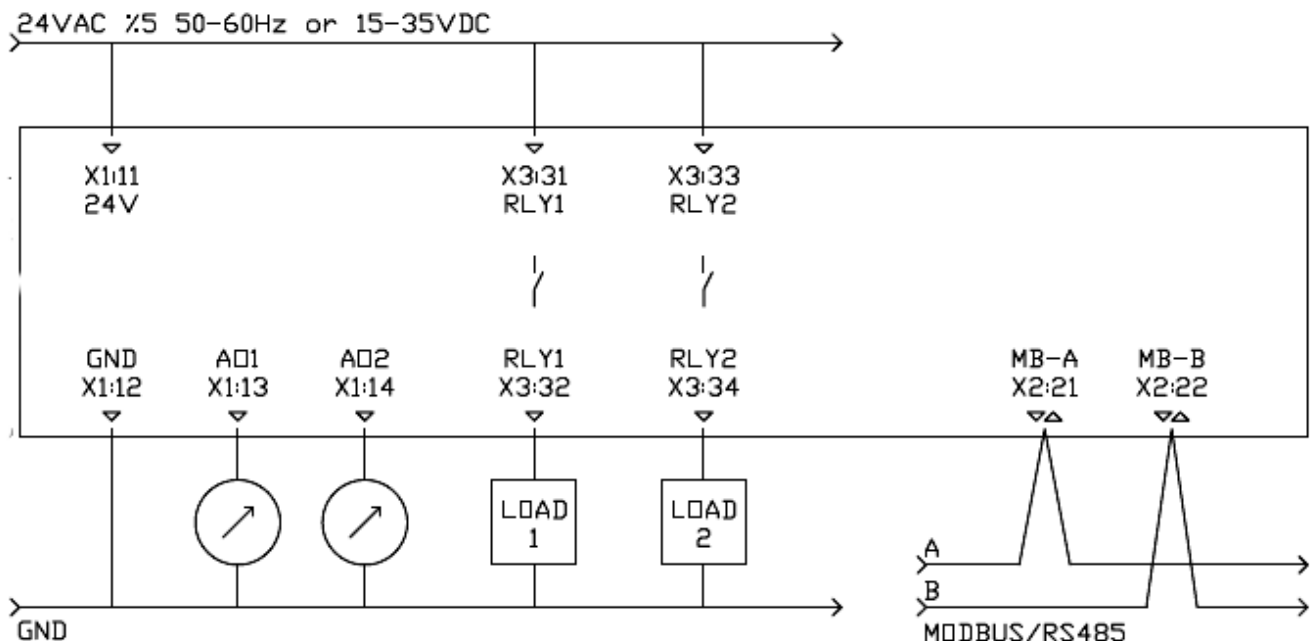 24VAC %5 50-60Hz or 15-35VDC
X1:11
24V
X3:31
RLY1
X3:33
RLY2
GND
X1:12
AO1
X1:13
AO2
X1:14
RLY1
X3:32
RLY2
X3:34
MB-A
X2:21
MB-B
X2:22
LOAD
1
LOAD
2
A
B
GND
MODBUS/RS485